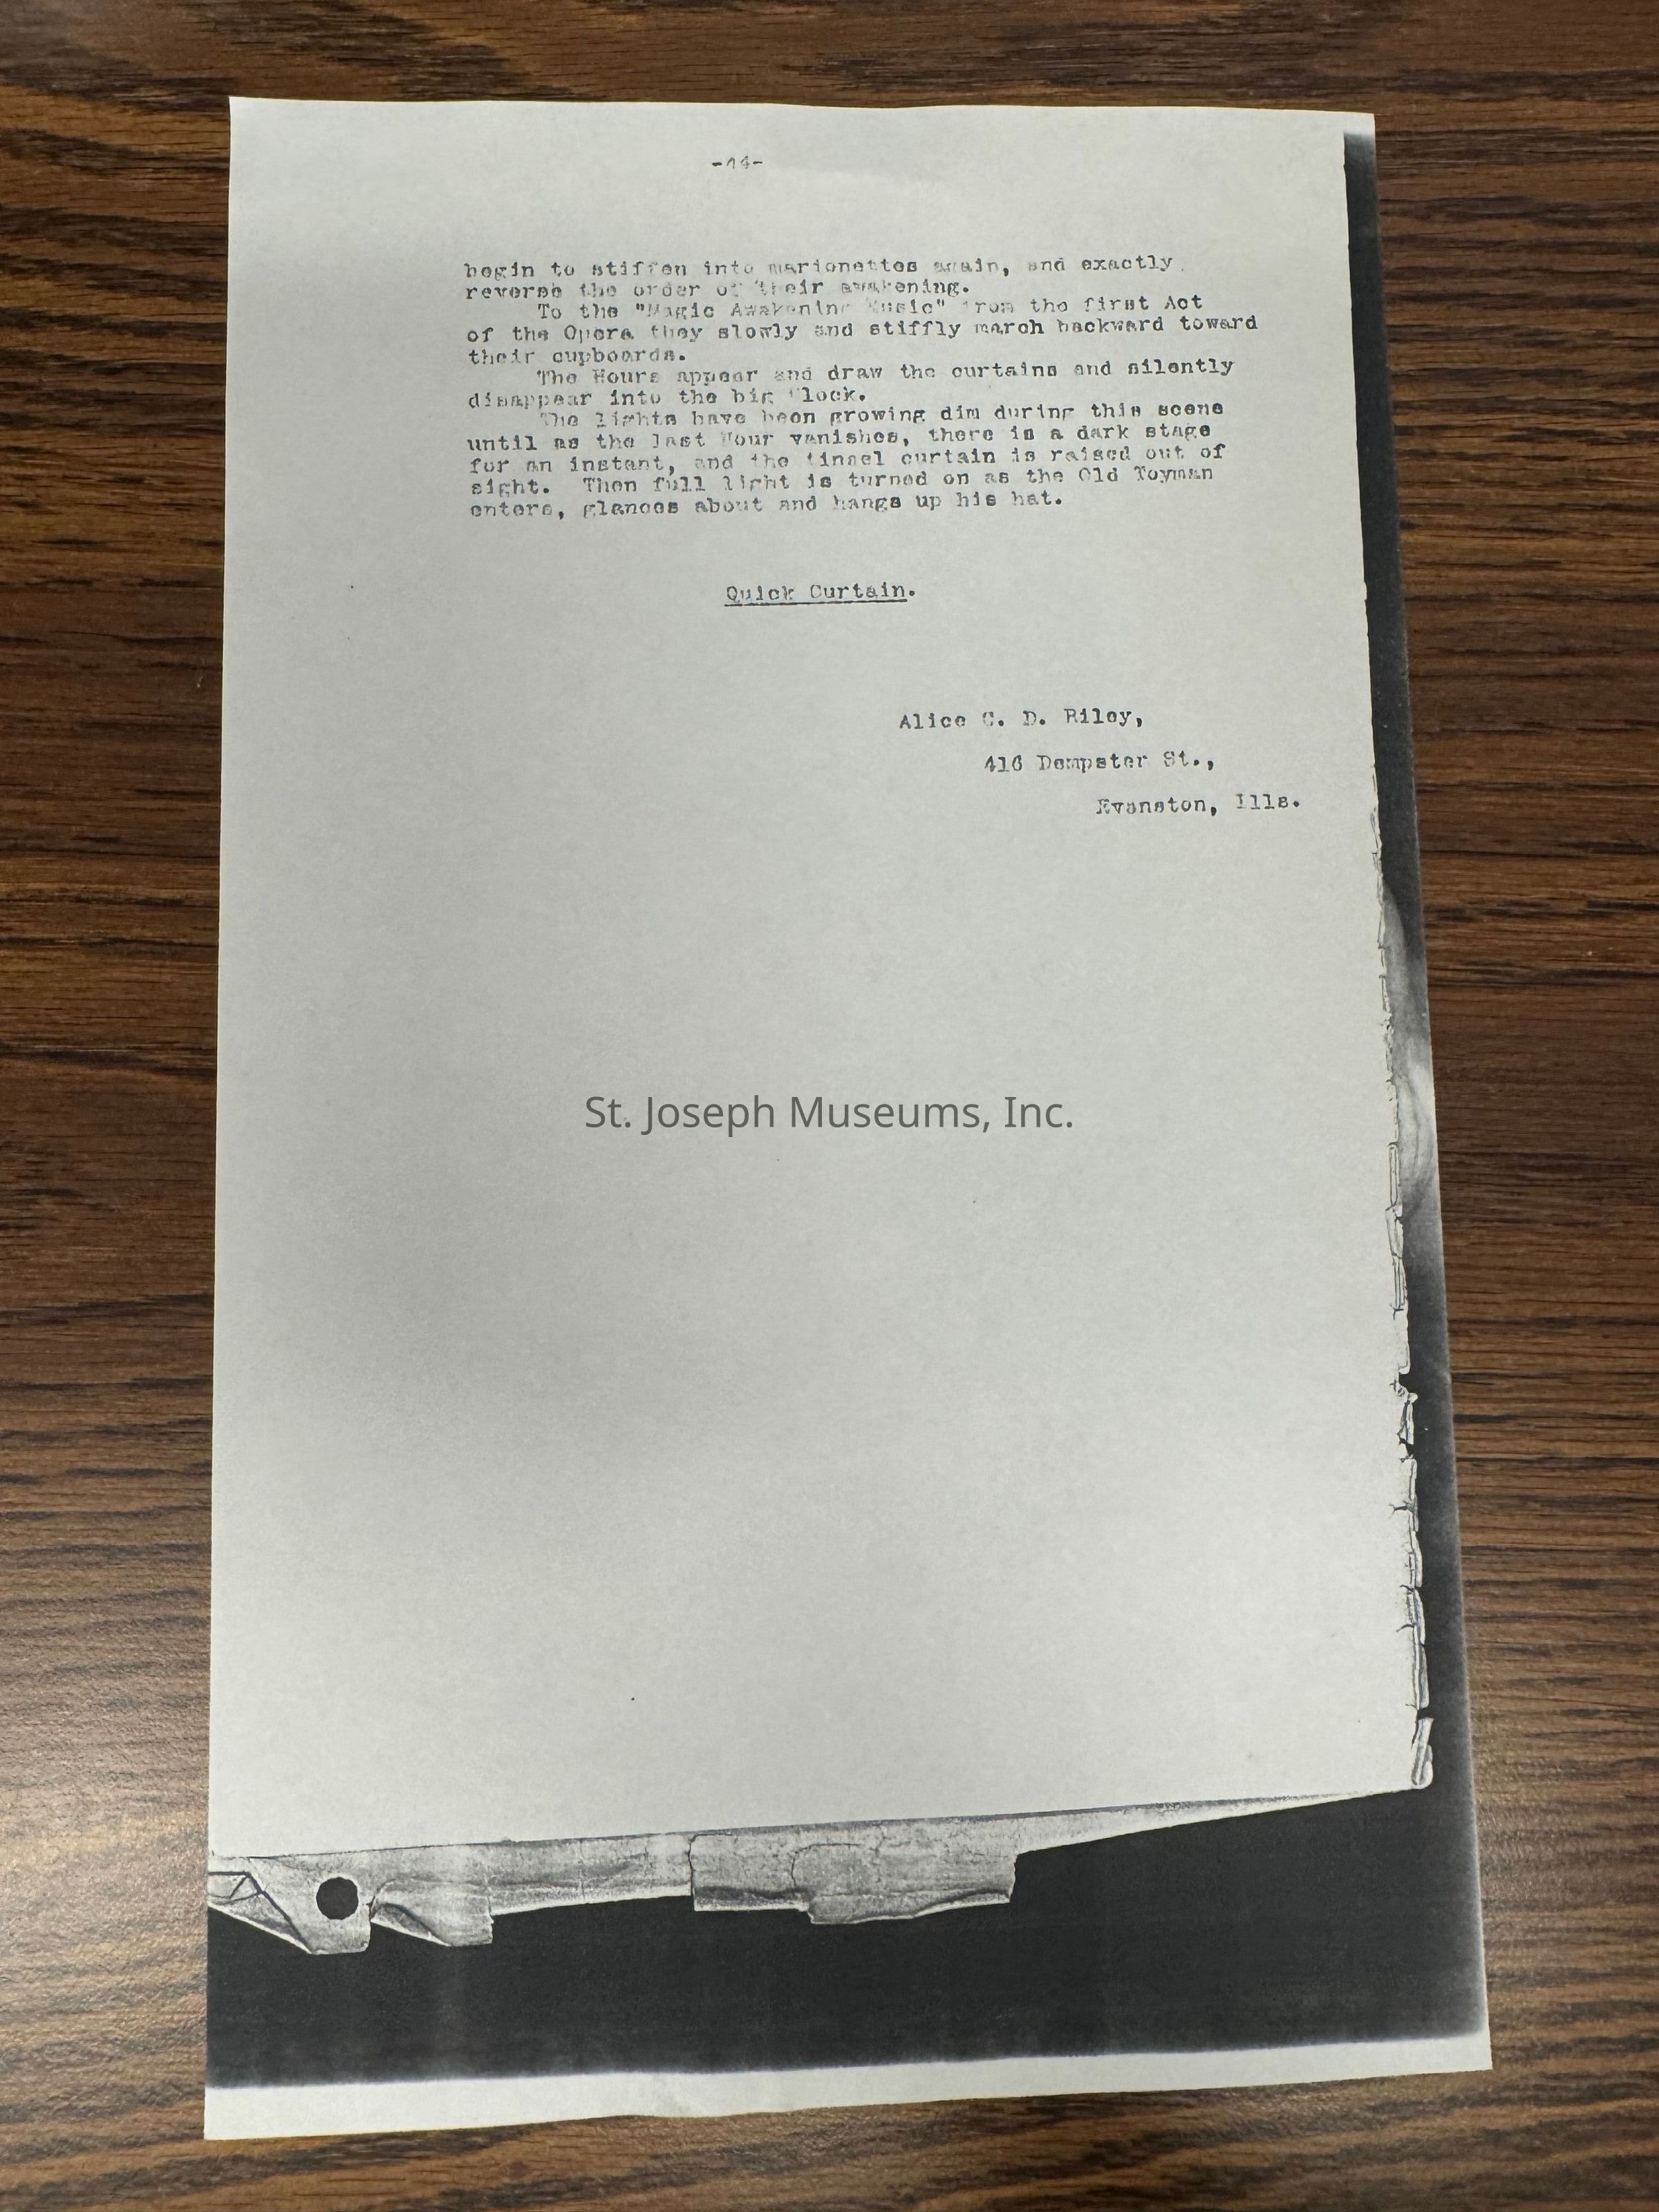 -44-
begin to stiffen into marionettes again, and exactly
reverse the order of their awakening.
To the "Magic Awakening Music" from the first Act
of the Opera they slowly and stiffly march backward toward
their cupboards.
The Hours appear and draw the curtains and silently
disappear into the big Clock.
The lights have been growing dim during this scene
until as the last Hour vanishes, there is a dark stage
for an instant, and the tinsel curtain is raised out of
sight. Then full light is turned on as the Old Toyman
enters, glances about and hangs up his hat.
Quick Curtain.
Alice C. D. Riley,
416 Dempster St.,
Evanston, Ills.
St. Joseph Museums, Inc.